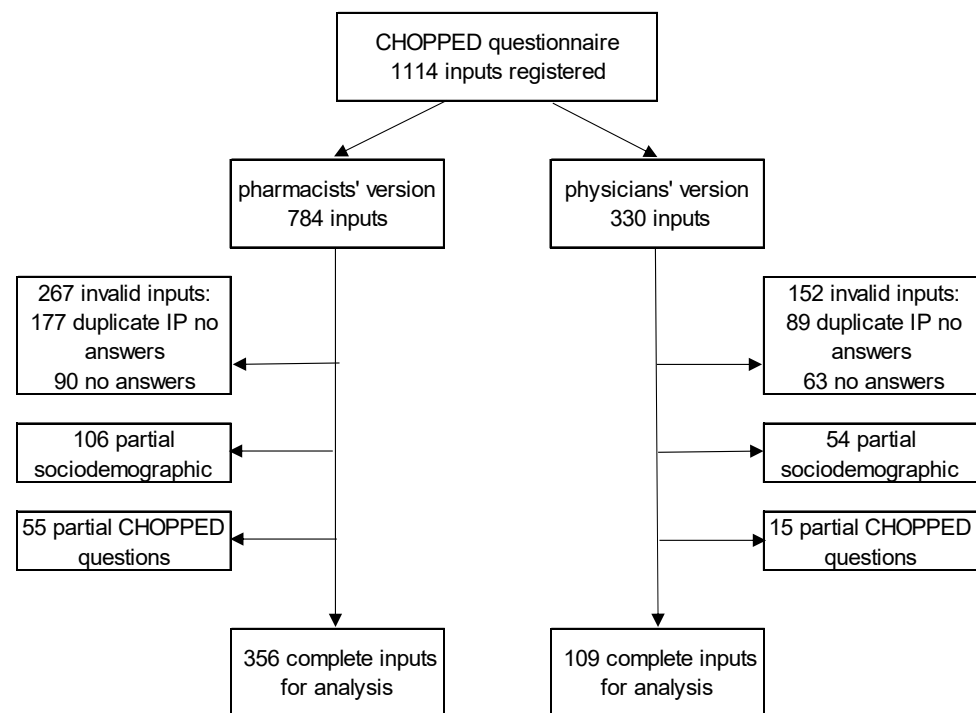 CHOPPED questionnaire
1114 inputs registered
pharmacists' version
784 inputs
physicians' version
330 inputs
267 invalid inputs:
177 duplicate IP no
answers
90 no answers
152 invalid inputs:
89 duplicate IP no
answers
63 no answers
106 partial
sociodemographic
54 partial
sociodemographic
55 partial CHOPPED
questions
15 partial CHOPPED
questions
356 complete inputs
for analysis
109 complete inputs
for analysis